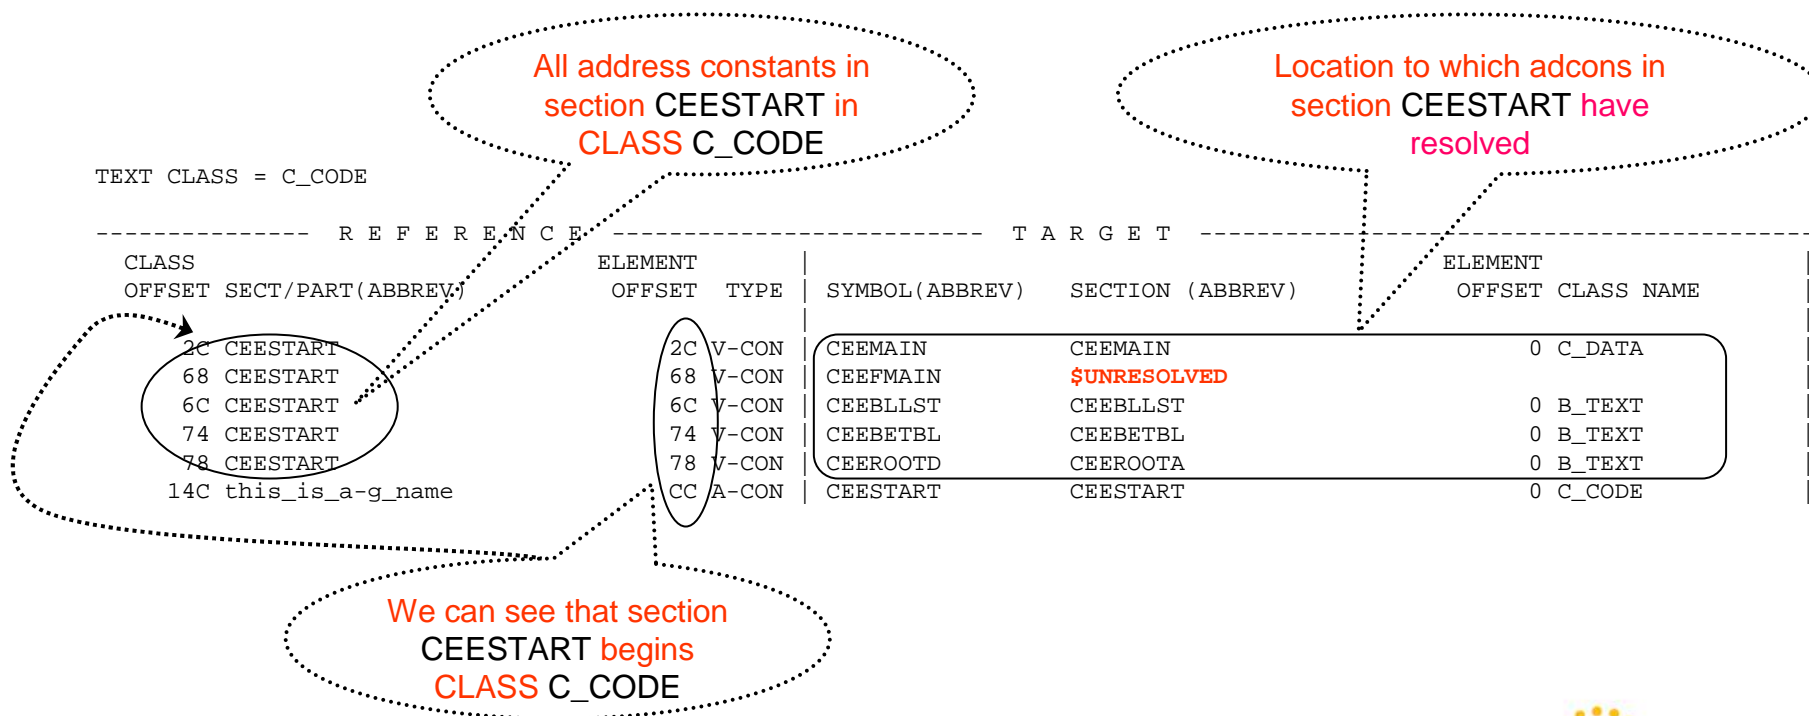 All address constants in
section CEESTART in
CLASS C_CODE
Location to which adcons in
section CEESTART have
resolved
TEXT CLASS = C_CODE
--------------- R E F E R E N C E -------------------------- T A R G E T -------------------------------------------
CLASS ELEMENT | ELEMENT |
OFFSET SECT/PART(ABBREV) OFFSET TYPE | SYMBOL(ABBREV) SECTION (ABBREV) OFFSET CLASS NAME |
| |
2C CEESTART 2C V-CON | CEEMAIN CEEMAIN 0 C_DATA |
68 CEESTART 68 V-CON | CEEFMAIN $UNRESOLVED |
6C CEESTART 6C V-CON | CEEBLLST CEEBLLST 0 B_TEXT |
74 CEESTART 74 V-CON | CEEBETBL CEEBETBL 0 B_TEXT |
78 CEESTART 78 V-CON | CEEROOTD CEEROOTA 0 B_TEXT |
14C this_is_a-g_name CC A-CON | CEESTART CEESTART 0 C_CODE |
We can see that section
CEESTART begins
CLASS C_CODE